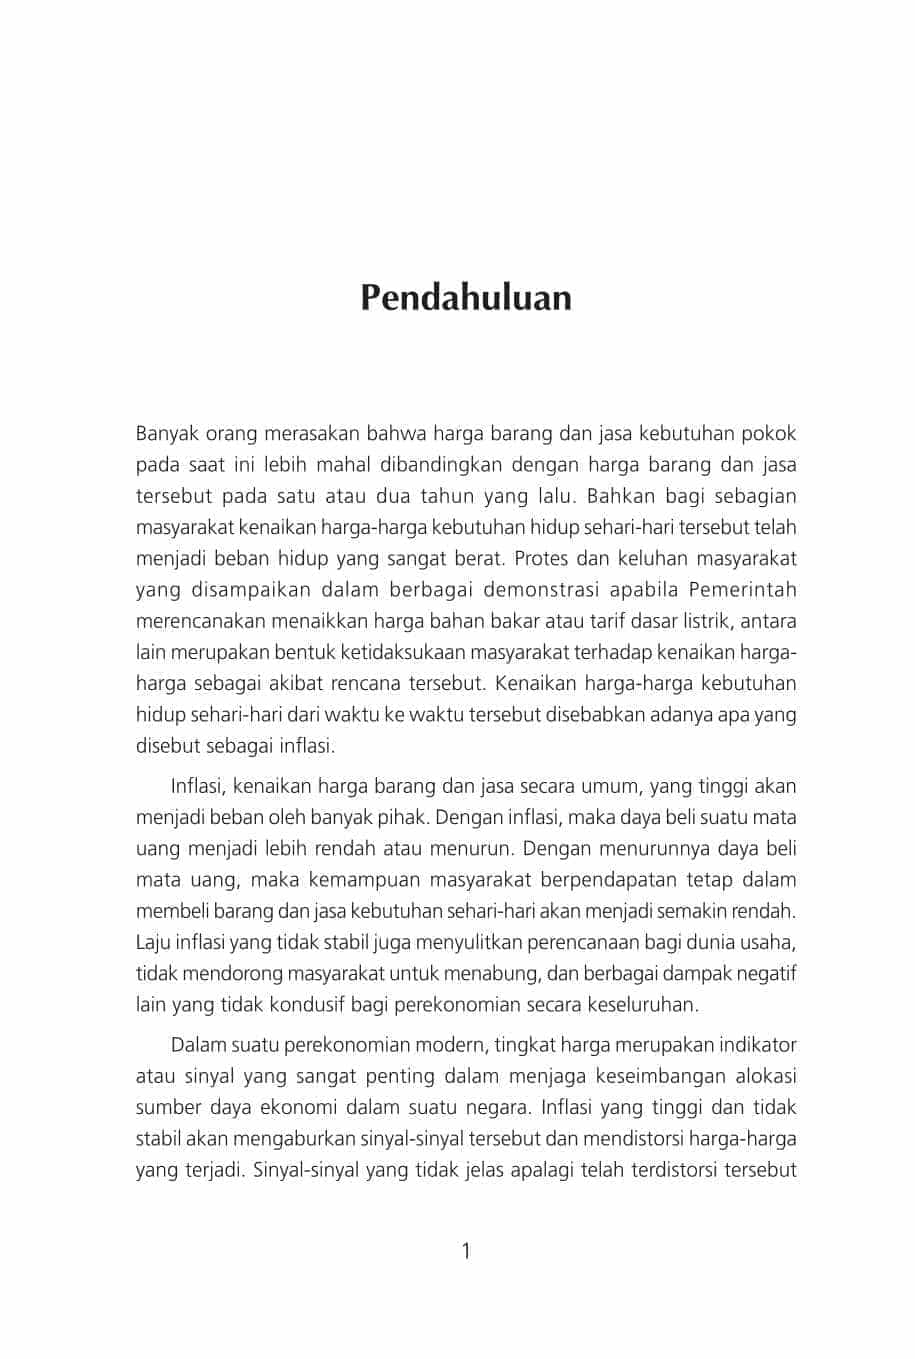 Pendahuluan
Banyak orang merasakan bahwa harga barang dan jasa kebutuhan pokok
pada saat ini lebih mahal dibandingkan dengan harga barang dan jasa
tersebut pada satu atau dua tahun yang lalu. Bahkan bagi sebagian
masyarakat kenaikan harga-harga kebutuhan hidup sehari-hari tersebut telah
menjadi beban hidup yang sangat berat. Protes dan keluhan masyarakat
yang disampaikan dalam berbagai demonstrasi apabila Pemerintah
merencanakan menaikkan harga bahan bakar atau tarif dasar listrik, antara
lain merupakan bentuk ketidaksukaan masyarakat terhadap kenaikan harga-
harga sebagai akibat rencana tersebut. Kenaikan harga-harga kebutuhan
hidup sehari-hari dari waktu ke waktu tersebut disebabkan adanya apa yang
disebut sebagai inflasi.
Inflasi, kenaikan harga barang dan jasa secara umum, yang tinggi akan
menjadi beban oleh banyak pihak. Dengan inflasi, maka daya beli suatu mata
uang menjadi lebih rendah atau menurun. Dengan menurunnya daya beli
mata uang, maka kemampuan masyarakat berpendapatan tetap dalam
membeli barang dan jasa kebutuhan sehari-hari akan menjadi semakin rendah.
Laju inflasi yang tidak stabil juga menyulitkan perencanaan bagi dunia usaha,
tidak mendorong masyarakat untuk menabung, dan berbagai dampak negatif
lain yang tidak kondusif bagi perekonomian secara keseluruhan.
Dalam suatu perekonomian modern, tingkat harga merupakan indikator
atau sinyal yang sangat penting dalam menjaga keseimbangan alokasi
sumber daya ekonomi dalam suatu negara. Inflasi yang tinggi dan tidak
stabil akan mengaburkan sinyal-sinyal tersebut dan mendistorsi harga-harga
yang terjadi. Sinyal-sinyal yang tidak jelas apalagi telah terdistorsi tersebut
1